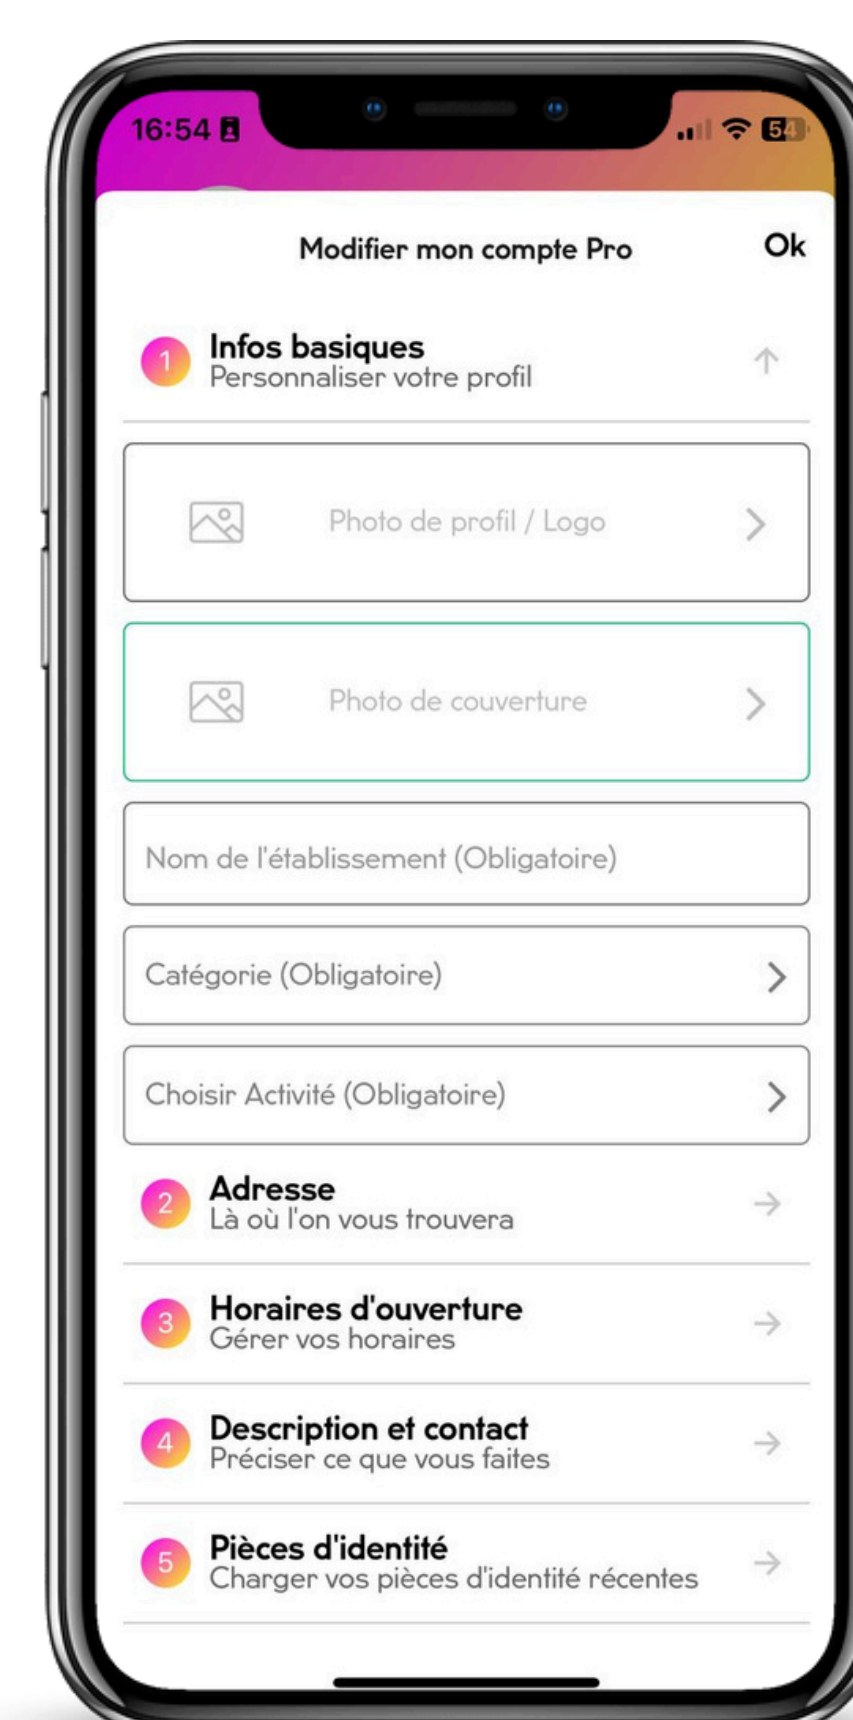 16:54
54
Modifier mon compte Pro
Ok
1
Infos basiques
Personnaliser votre profil
Photo de profil / Logo
Photo de couverture
Nom de l'établissement (Obligatoire)
Catégorie (Obligatoire)
Choisir Activité (Obligatoire)
2
Adresse
Là où l'on vous trouvera
3
Horaires d'ouverture
Gérer vos horaires
4
Description et contact
Préciser ce que vous faites
5
Pièces d'identité
Charger vos pièces d'identité récentes